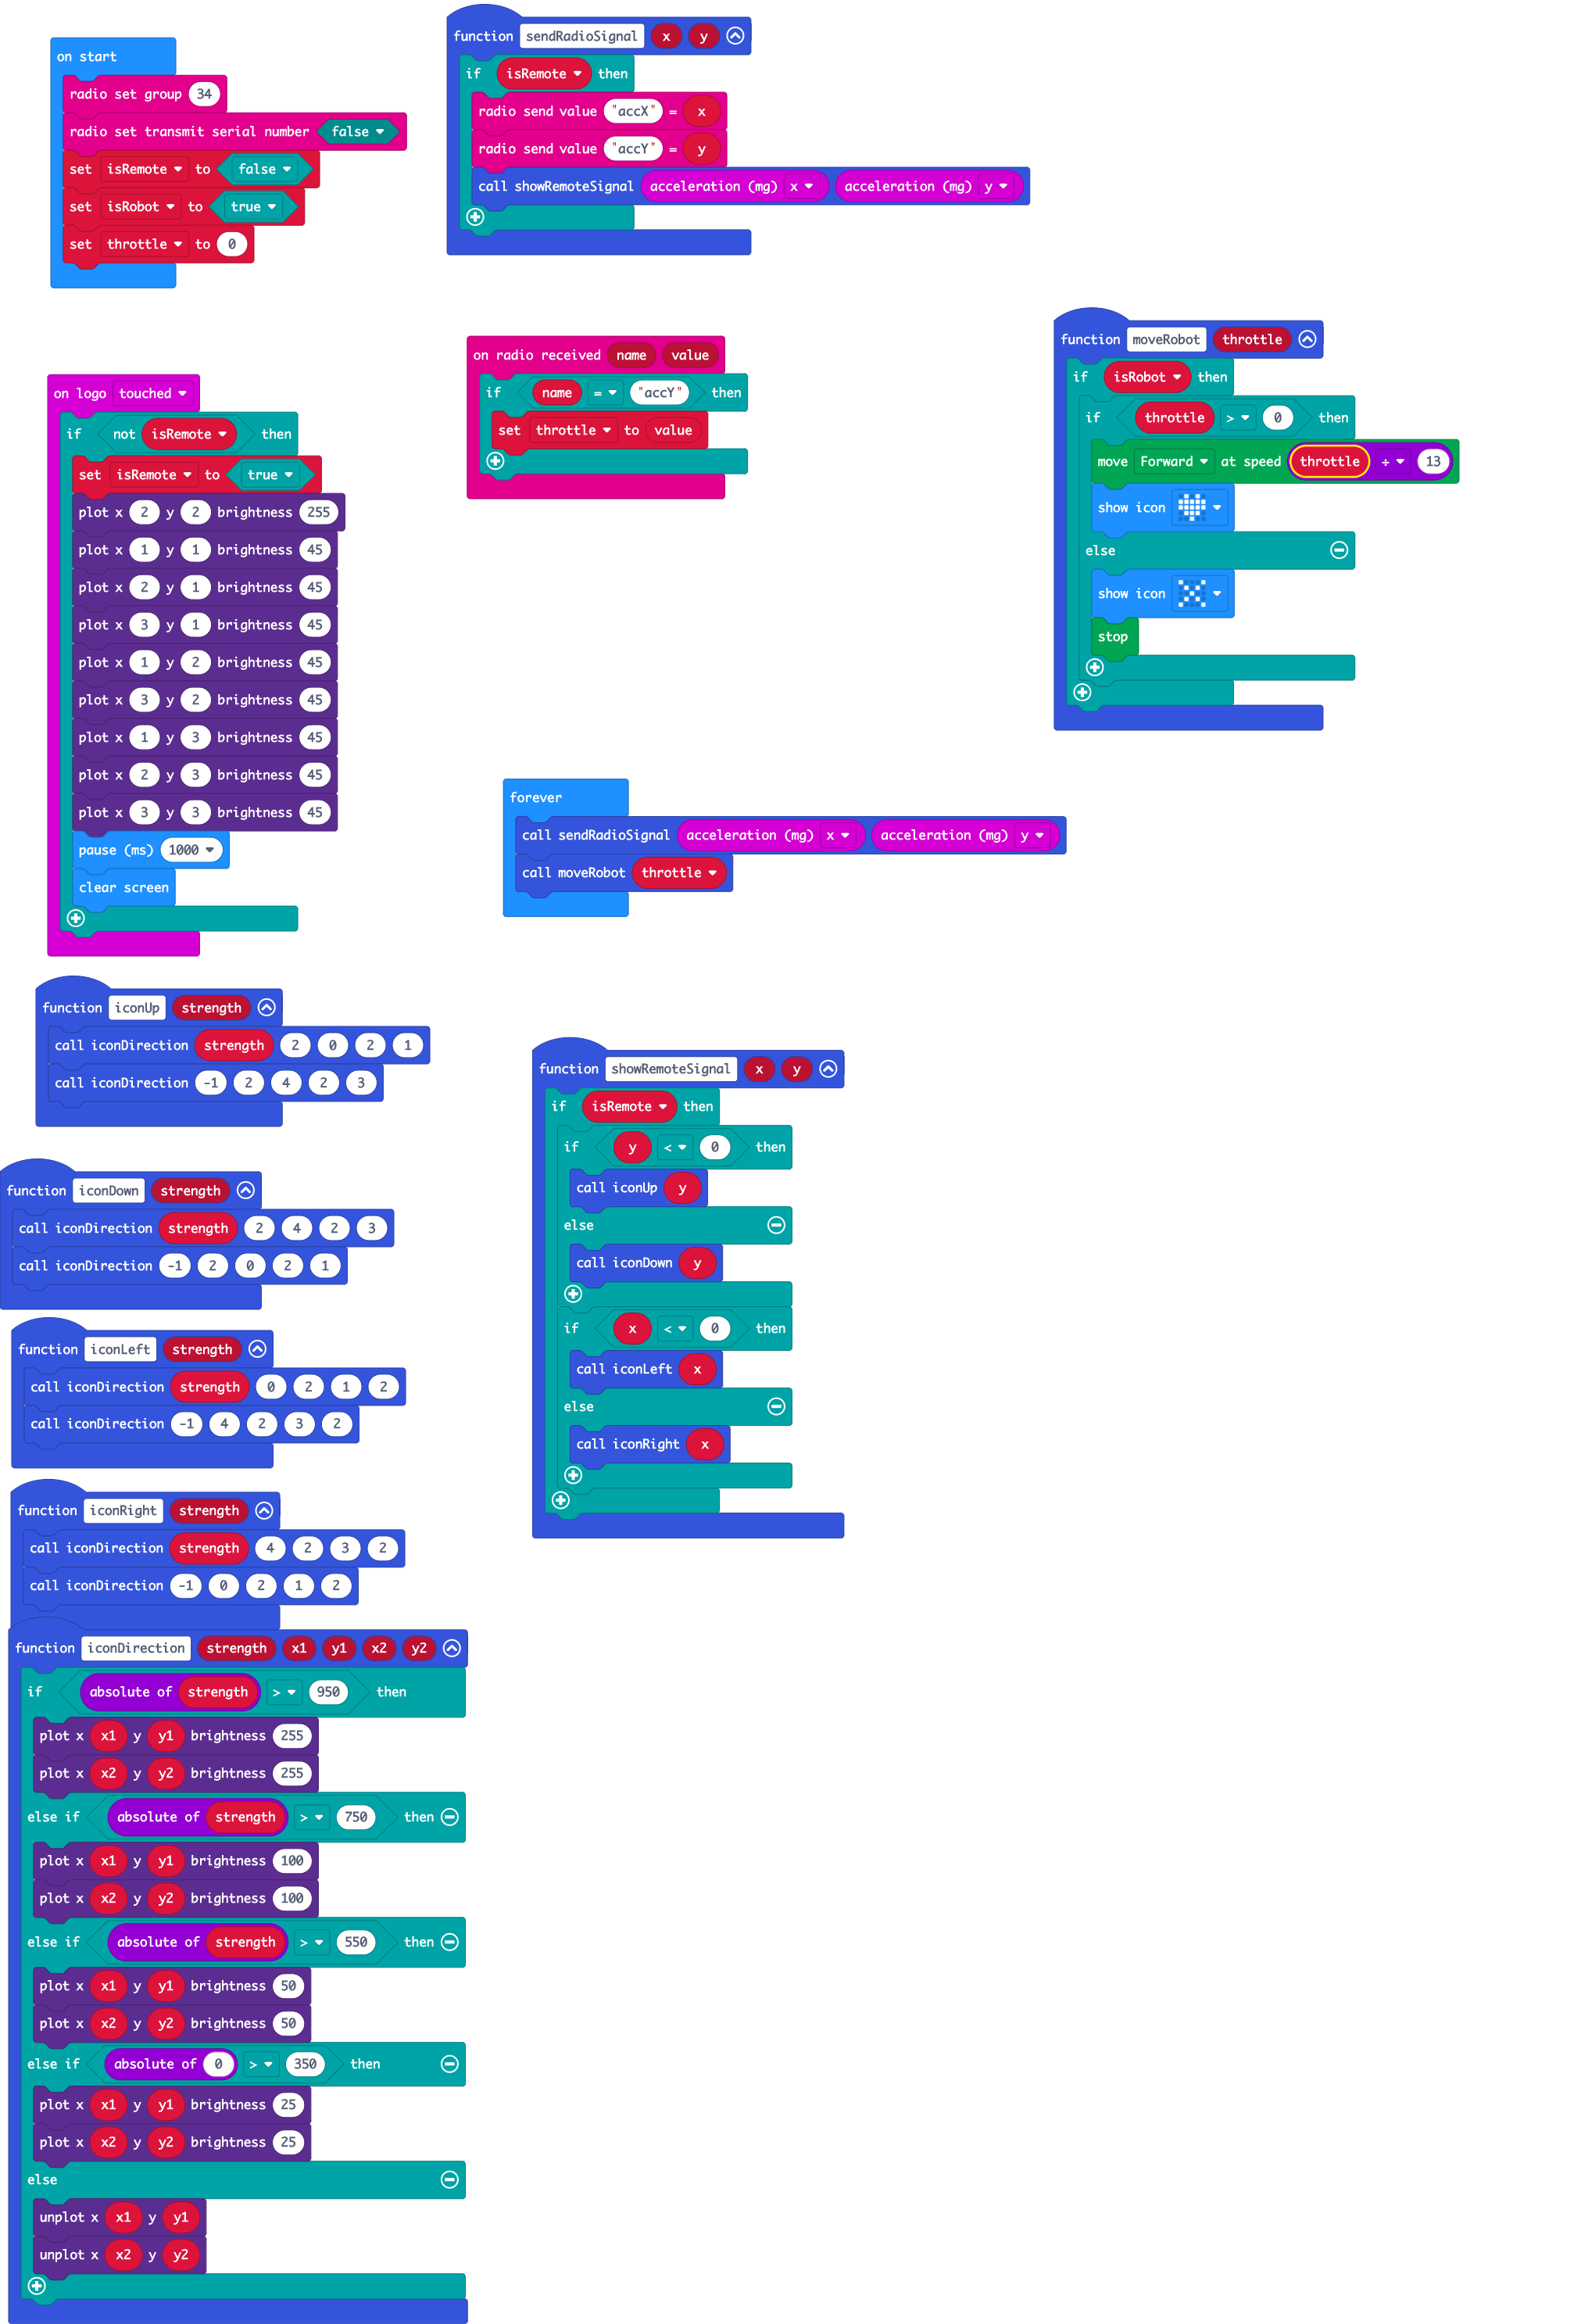 on start
radio set group 34
radio set transmit serial number false
set isRemote to false
set isRobot to true
set throttle to 0
function sendRadioSignal x y
if isRemote then
radio send value "accX" = x
radio send value "accY" = y
call showRemoteSignal acceleration (mg) x acceleration (mg) y
on logo touched
if not isRemote then
set isRemote to true
plot x 2 y 2 brightness 255
plot x 1 y 1 brightness 45
plot x 2 y 1 brightness 45
plot x 3 y 1 brightness 45
plot x 1 y 2 brightness 45
plot x 3 y 2 brightness 45
plot x 1 y 3 brightness 45
plot x 2 y 3 brightness 45
plot x 3 y 3 brightness 45
pause (ms) 1000
clear screen
on radio received name value
if name = "accY" then
set throttle to value
function moveRobot throttle
if isRobot then
if throttle > 0 then
move Forward at speed throttle ÷ 13
show icon
else
show icon
stop
forever
call sendRadioSignal acceleration (mg) x acceleration (mg) y
call moveRobot throttle
function iconUp strength
call iconDirection strength 2 0 2 1
call iconDirection -1 2 4 2 3
function iconDown strength
call iconDirection strength 2 4 2 3
call iconDirection -1 2 0 2 1
function iconLeft strength
call iconDirection strength 0 2 1 2
call iconDirection -1 4 2 3 2
function iconRight strength
call iconDirection strength 4 2 3 2
call iconDirection -1 0 2 1 2
function showRemoteSignal x y
if isRemote then
if y < 0 then
call iconUp y
else
call iconDown y
if x < 0 then
call iconLeft x
else
call iconRight x
function iconDirection strength x1 y1 x2 y2
if absolute of strength > 950 then
plot x x1 y y1 brightness 255
plot x x2 y y2 brightness 255
else if absolute of strength > 750 then
plot x x1 y y1 brightness 100
plot x x2 y y2 brightness 100
else if absolute of strength > 550 then
plot x x1 y y1 brightness 50
plot x x2 y y2 brightness 50
else if absolute of 0 > 350 then
plot x x1 y y1 brightness 25
plot x x2 y y2 brightness 25
else
unplot x x1 y y1
unplot x x2 y y2